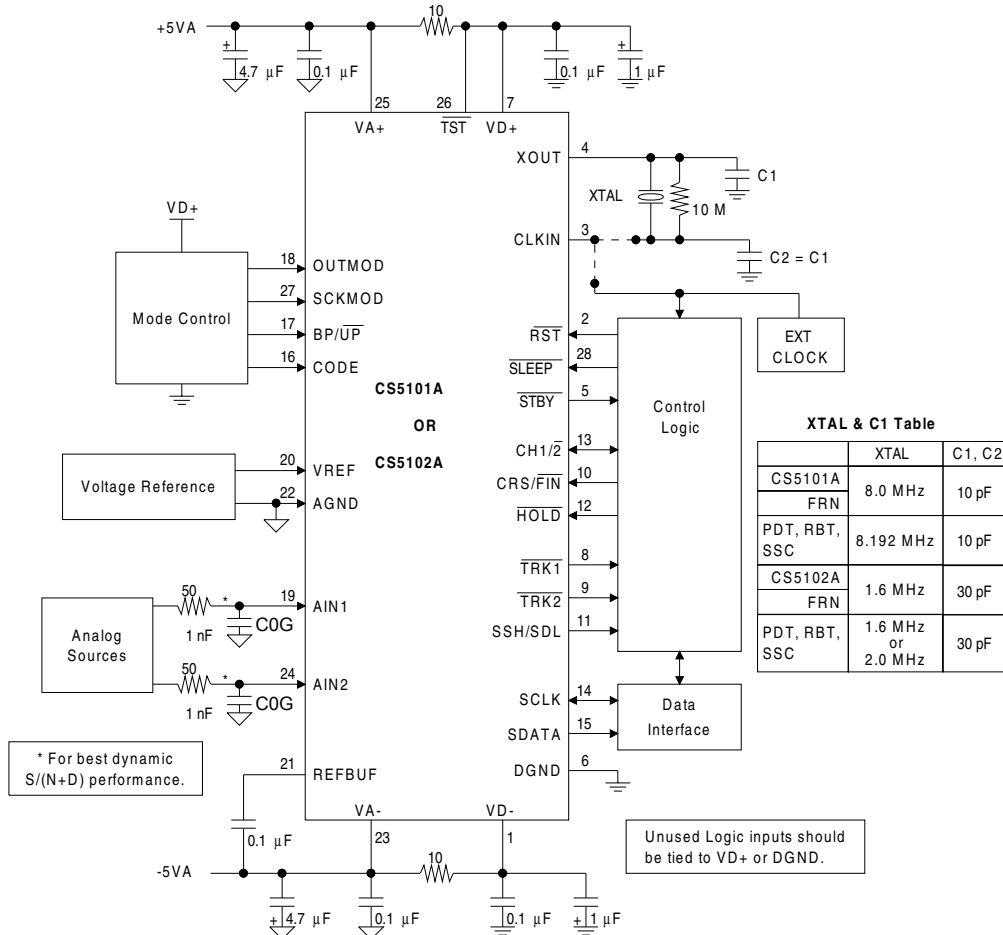 +5VA
10
+
4.7 µF
0.1 µF
0.1 µF
+
1 µF
25
26
7
VA+
TST
VD+
XOUT
4
C1
XTAL
10 M
CLKIN
3
C2 = C1
VD+
Mode Control
18
OUTMOD
27
SCKMOD
17
BP/UP
16
CODE
CS5101A
OR
CS5102A
RST
2
SLEEP
28
STBY
5
CH1/2
13
CRS/FIN
10
HOLD
12
TRK1
8
TRK2
9
SSH/SDL
11
Control
Logic
EXT
CLOCK
Voltage Reference
20
VREF
22
AGND
XTAL & C1 Table
XTAL C1, C2
CS5101A
FRN
8.0 MHz 10 pF
PDT, RBT,
SSC
8.192 MHz 10 pF
CS5102A
FRN
1.6 MHz 30 pF
PDT, RBT,
SSC
1.6 MHz
or
2.0 MHz
30 pF
Analog
Sources
50
*
19
AIN1
1 nF
C0G
50
*
24
AIN2
1 nF
C0G
SCLK
14
SDATA
15
Data
Interface
DGND
6
* For best dynamic
S/(N+D) performance.
21
REFBUF
0.1 µF
VA-
VD-
23
1
Unused Logic inputs should
be tied to VD+ or DGND.
-5VA
10
+
4.7 µF
0.1 µF
0.1 µF
+
1 µF